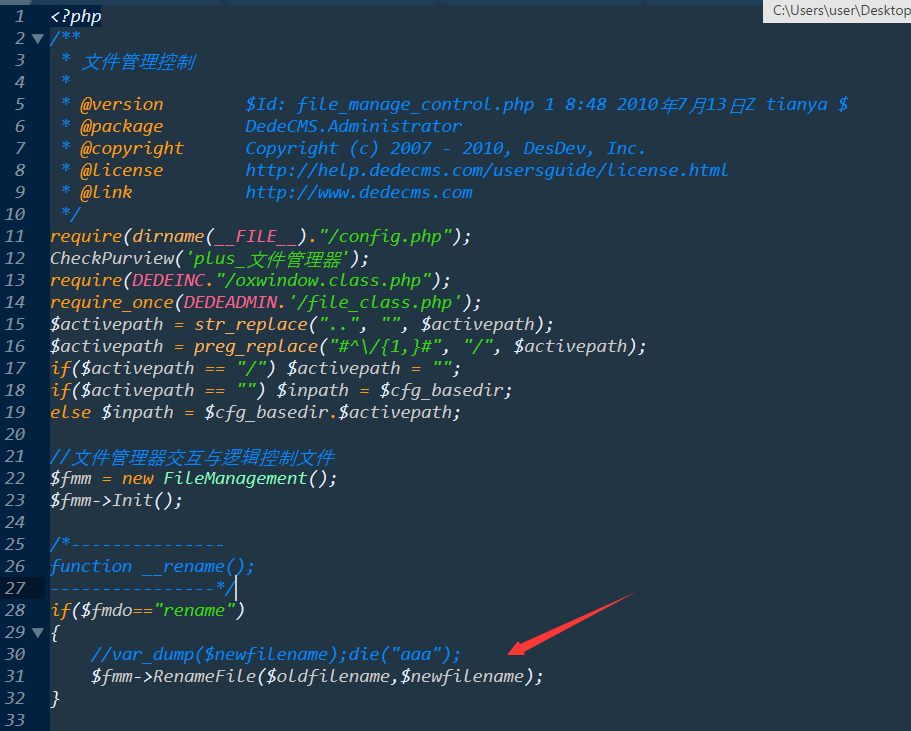 C:\Users\user\Desktop
1 <?php
2 /**
3  * 文件管理控制
4  *
5  * @version        $Id: file_manage_control.php 1 8:48 2010年7月13日Z tianya $
6  * @package        DedeCMS.Administrator
7  * @copyright      Copyright (c) 2007 - 2010, DesDev, Inc.
8  * @license        http://help.dedecms.com/usersguide/license.html
9  * @link           http://www.dedecms.com
10  */
11 require(dirname(__FILE__)."/config.php");
12 CheckPurview('plus_文件管理器');
13 require(DEDEINC."/oxwindow.class.php");
14 require_once(DEDEADMIN.'/file_class.php');
15 $activepath = str_replace("..", "", $activepath);
16 $activepath = preg_replace("#^\/{1,}#", "/", $activepath);
17 if($activepath == "/") $activepath = "";
18 if($activepath == "") $inpath = $cfg_basedir;
19 else $inpath = $cfg_basedir.$activepath;
20
21 //文件管理器交互与逻辑控制文件
22 $fmm = new FileManagement();
23 $fmm->Init();
24
25 /*---------------
26 function __rename();
27 ----------------*/
28 if($fmdo=="rename")
29 {
30     //var_dump($newfilename);die("aaa");
31     $fmm->RenameFile($oldfilename,$newfilename);
32 }
33